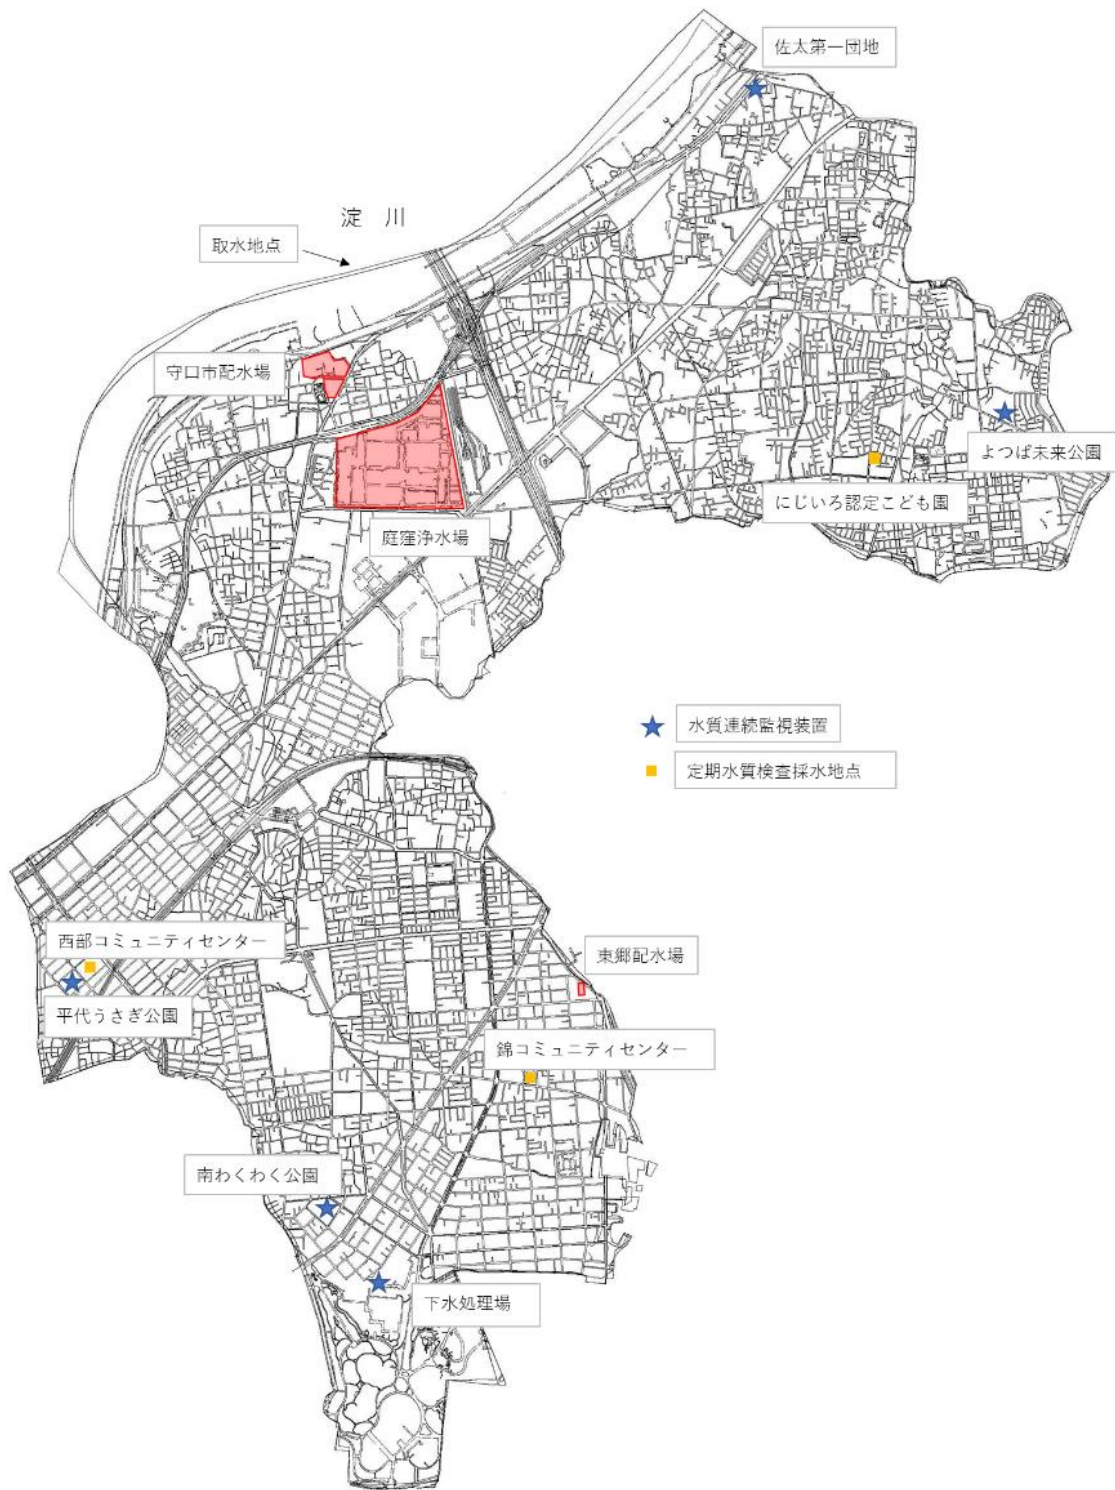 佐太第一団地
淀 川
取水地点
守口市配水場
よつば未来公園
にじいろ認定こども園
庭窪浄水場
水質連続監視装置
定期水質検査採水地点
西部コミュニティセンター
東郷配水場
平代うさぎ公園
錦コミュニティセンター
南わくわく公園
下水処理場